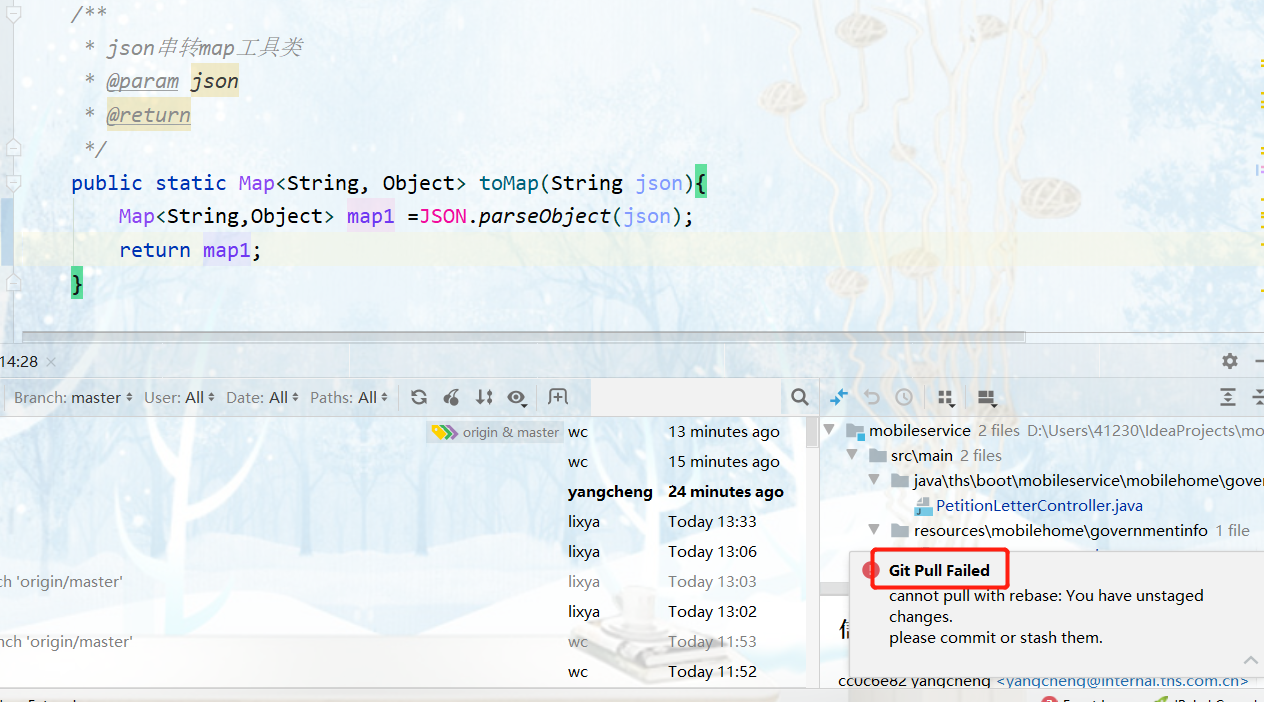 /**
* json串转map工具类
* @param json
* @return
*/
public static Map<String, Object> toMap(String json){
Map<String,Object> map1 =JSON.parseObject(json);
return map1;
}
14:28
Branch: master User: All Date: All Paths: All
origin & master wc 13 minutes ago
wc 15 minutes ago
yangcheng 24 minutes ago
lixya Today 13:33
lixya Today 13:06
ch 'origin/master' lixya Today 13:03
lixya Today 13:02
nch 'origin/master' wc Today 11:53
wc Today 11:52
mobileservice 2 files D:\Users\41230\IdeaProjects\mo
src\main 2 files
java\ths\boot\mobileservice\mobilehome\gover
PetitionLetterController.java
resources\mobilehome\governmentinfo 1 file
Git Pull Failed
cannot pull with rebase: You have unstaged
changes.
please commit or stash them.
cc0c6e82 yangcheng <yangcheng@internal.ths.com.cn>